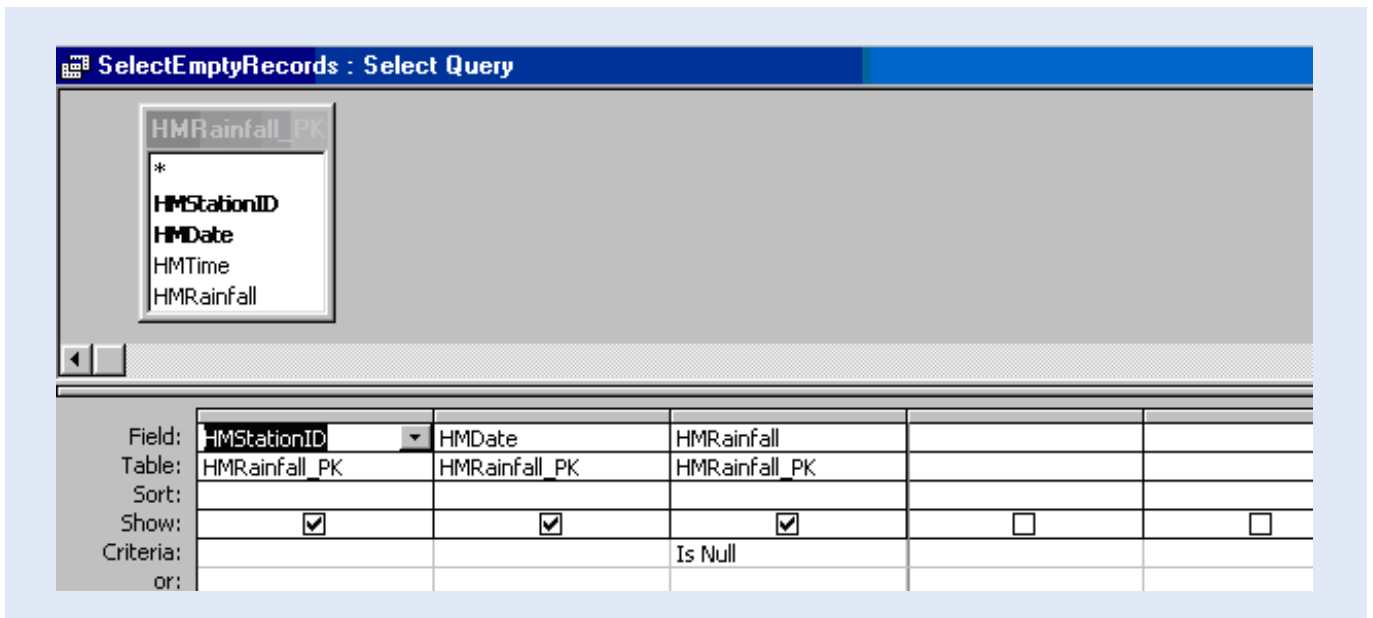 SelectEmptyRecords : Select Query
HMRainfall_PK
*
HMStationID
HMDate
HMTime
HMRainfall
Field: HMStationID HMDate HMRainfall
Table: HMRainfall_PK HMRainfall_PK HMRainfall_PK
Sort:
Show:
Criteria: Is Null
or: